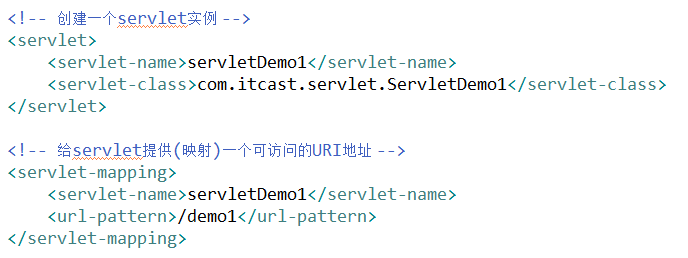 <!-- 创建一个servlet实例 -->
<servlet>
    <servlet-name>servletDemo1</servlet-name>
    <servlet-class>com.itcast.servlet.ServletDemo1</servlet-class>
</servlet>

<!-- 给servlet提供(映射)一个可访问的URI地址 -->
<servlet-mapping>
    <servlet-name>servletDemo1</servlet-name>
    <url-pattern>/demo1</url-pattern>
</servlet-mapping>